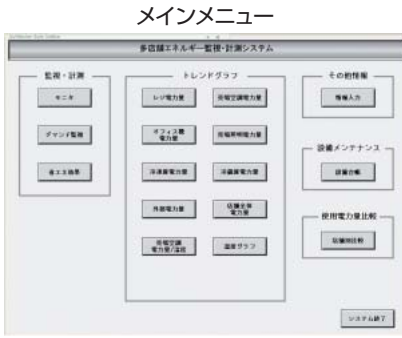 メインメニュー
多店舗エネルギー監視・計測システム
監視・計測
モニタ
デマンド監視
省エネ効果
トレンドグラフ
レジ電力量
売場空調電力量
オフィス棟
電力量
売場照明電力量
冷凍庫電力量
冷蔵庫電力量
外部電力量
店舗全体
電力量
売場空調
電力量/温度
温度グラフ
その他情報
情報入力
設備メンテナンス
設備台帳
使用電力量比較
店舗別比較
システム終了